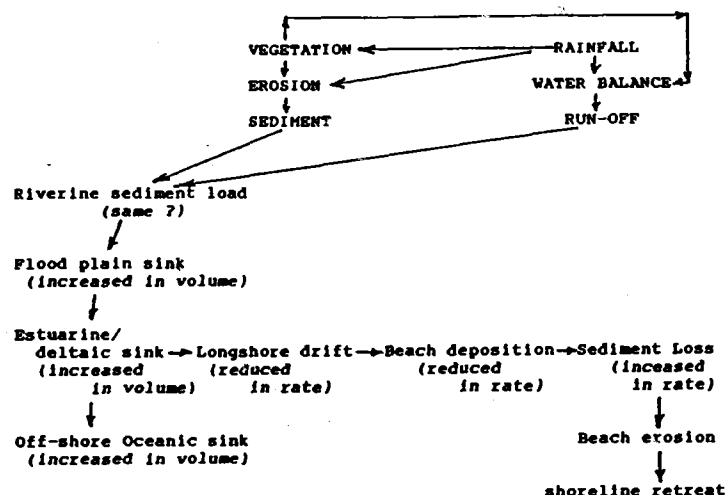 VEGETATION RAINFALL
EROSION WATER BALANCE
SEDIMENT RUN-OFF
Riverine sediment load
(same ?)
Flood plain sink
(increased in volume)
Estuarine/
deltaic sink Longshore drift Beach deposition Sediment Loss
(increased (reduced (reduced (inceased
in volume) in rate) in rate) in rate)
Off-shore Oceanic sink Beach erosion
(increased in volume)
shoreline retreat